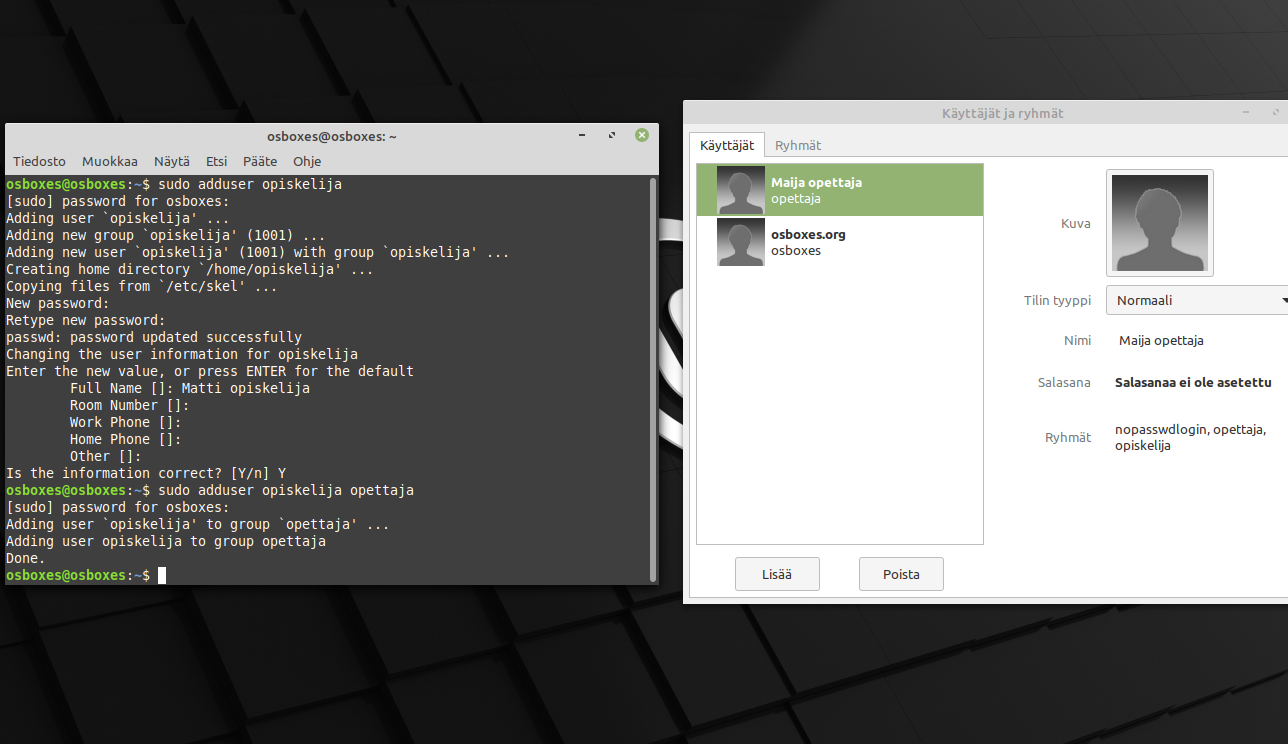 osboxes@osboxes: ~
Tiedosto Muokkaa Näytä Etsi Pääte Ohje
osboxes@osboxes:~$ sudo adduser opiskelija
[sudo] password for osboxes:
Adding user `opiskelija' ...
Adding new group `opiskelija' (1001) ...
Adding new user `opiskelija' (1001) with group `opiskelija' ...
Creating home directory `/home/opiskelija' ...
Copying files from `/etc/skel' ...
New password:
Retype new password:
passwd: password updated successfully
Changing the user information for opiskelija
Enter the new value, or press ENTER for the default
Full Name []: Matti opiskelija
Room Number []:
Work Phone []:
Home Phone []:
Other []:
Is the information correct? [Y/n] Y
osboxes@osboxes:~$ sudo adduser opiskelija opettaja
[sudo] password for osboxes:
Adding user `opiskelija' to group `opettaja' ...
Adding user opiskelija to group opettaja
Done.
osboxes@osboxes:~$
Käyttäjät ja ryhmät
Käyttäjät Ryhmät
Maija opettaja
opettaja
osboxes.org
osboxes
Lisää Poista
Kuva
Tilin tyyppi Normaali
Nimi Maija opettaja
Salasana Salasanaa ei ole asetettu
Ryhmät nopasswdlogin, opettaja,
opiskelija